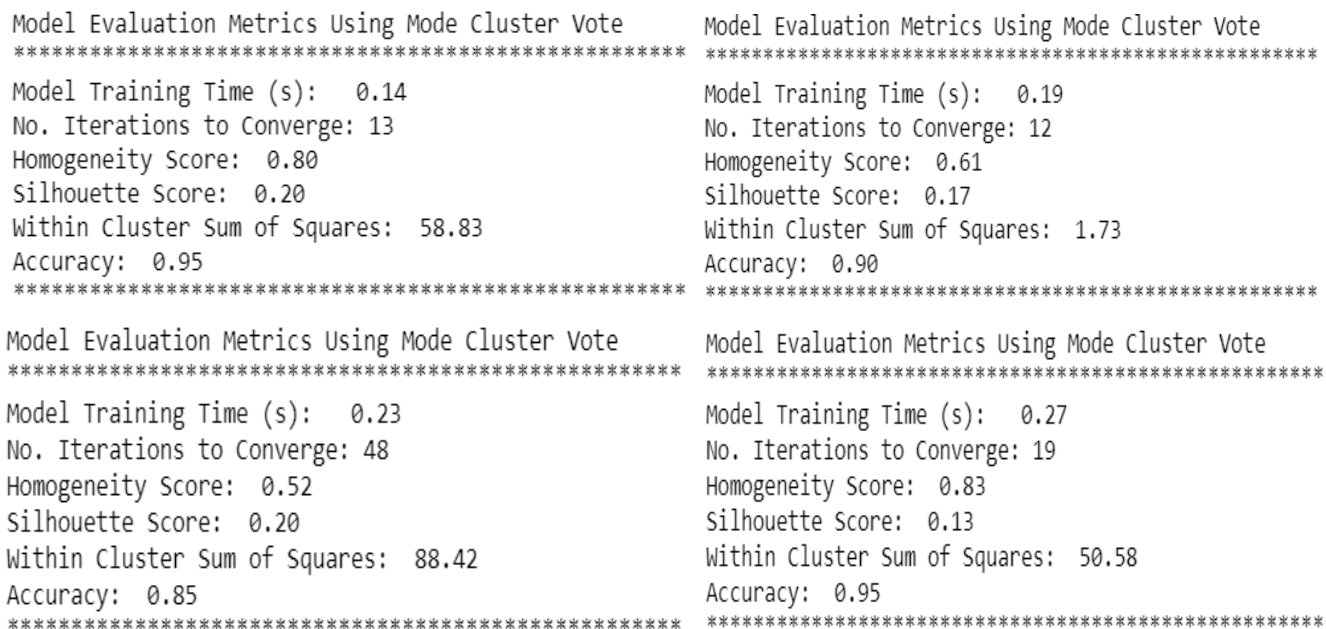 Model Evaluation Metrics Using Mode Cluster Vote
*****************************************************
Model Training Time (s):   0.14
No. Iterations to Converge: 13
Homogeneity Score:  0.80
Silhouette Score:  0.20
Within Cluster Sum of Squares:  58.83
Accuracy:  0.95
*****************************************************
Model Evaluation Metrics Using Mode Cluster Vote
*****************************************************
Model Training Time (s):   0.19
No. Iterations to Converge: 12
Homogeneity Score:  0.61
Silhouette Score:  0.17
Within Cluster Sum of Squares:  1.73
Accuracy:  0.90
*****************************************************
Model Evaluation Metrics Using Mode Cluster Vote
*****************************************************
Model Training Time (s):   0.23
No. Iterations to Converge: 48
Homogeneity Score:  0.52
Silhouette Score:  0.20
Within Cluster Sum of Squares:  88.42
Accuracy:  0.85
*****************************************************
Model Evaluation Metrics Using Mode Cluster Vote
*****************************************************
Model Training Time (s):   0.27
No. Iterations to Converge: 19
Homogeneity Score:  0.83
Silhouette Score:  0.13
Within Cluster Sum of Squares:  50.58
Accuracy:  0.95
*****************************************************